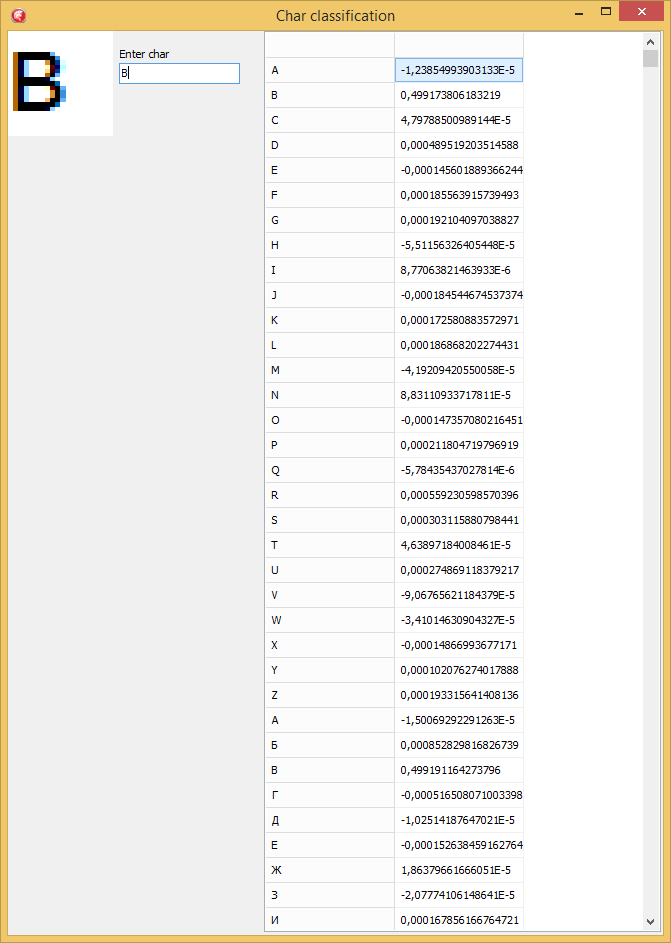 Char classification
Enter char
B
A -1,23854993903133E-5
B 0,499173806183219
C 4,79788500989144E-5
D 0,000489519203514588
E -0,000145601889366244
F 0,000185563915739493
G 0,000192104097038827
H -5,51156326405448E-5
I 8,77063821463933E-6
J -0,000184544674537374
K 0,000172580883572971
L 0,000186868202274431
M -4,19209420550058E-5
N 8,83110933717811E-5
O -0,000147357080216451
P 0,000211804719796919
Q -5,78435437027814E-6
R 0,000559230598570396
S 0,000303115880798441
T 4,63897184008461E-5
U 0,000274869118379217
V -9,06765621184379E-5
W -3,41014630904327E-5
X -0,00014866993677171
Y 0,000102076274017888
Z 0,000193315641408136
А -1,50069292291263E-5
Б 0,000852829816826739
В 0,499191164273796
Г -0,000516508071003398
Д -1,02514187647021E-5
Е -0,000152638459162764
Ж 1,86379661666051E-5
З -2,07774106148641E-5
И 0,000167856166764721